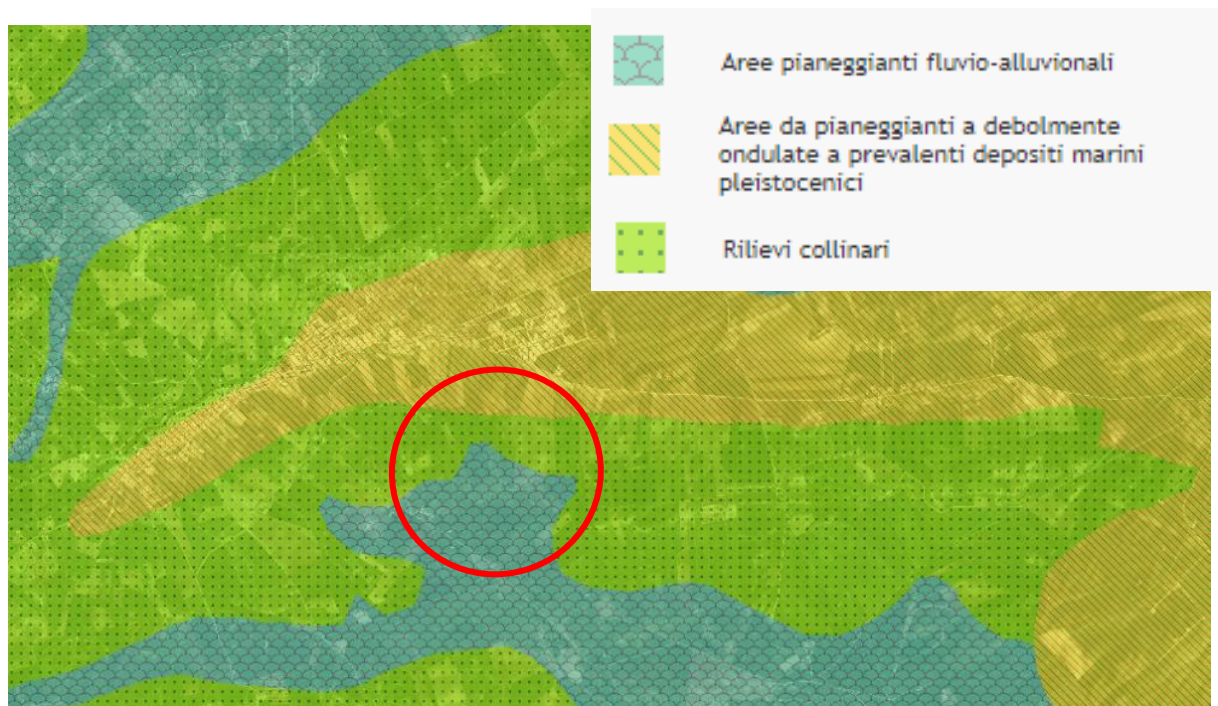 Aree pianeggianti fluvio-alluvionali
Aree da pianeggianti a debolmente
ondulate a prevalenti depositi marini
pleistocenici
Rilievi collinari